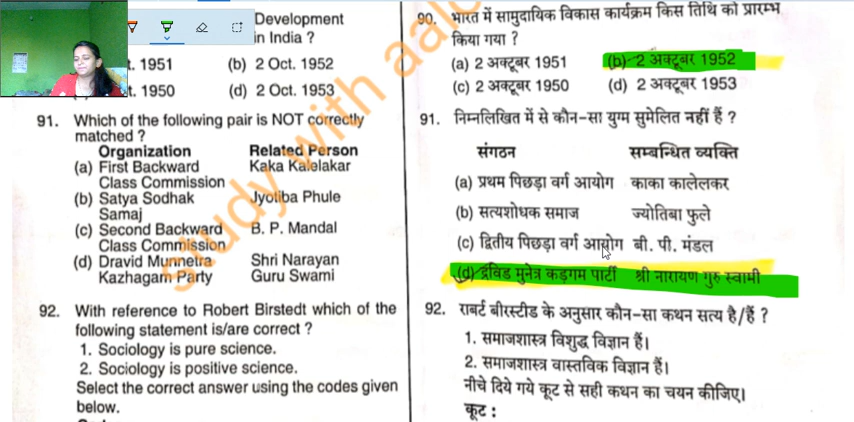 Development
in India ?
t. 1951 (b) 2 Oct. 1952
t. 1950 (d) 2 Oct. 1953
91. Which of the following pair is NOT correctly
matched ?
Organization Related Person
(a) First Backward Kaka Kalelakar
Class Commission
(b) Satya Sodhak Jyotiba Phule
Samaj
(c) Second Backward B. P. Mandal
Class Commission
(d) Dravid Munnetra Shri Narayan
Kazhagam Party Guru Swami
92. With reference to Robert Birstedt which of the
following statement is/are correct ?
1. Sociology is pure science.
2. Sociology is positive science.
Select the correct answer using the codes given
below.
90. भारत में सामुदायिक विकास कार्यक्रम किस तिथि को प्रारम्भ
किया गया ?
(a) 2 अक्टूबर 1951 (b) 2 अक्टूबर 1952
(c) 2 अक्टूबर 1950 (d) 2 अक्टूबर 1953
91. निम्नलिखित में से कौन-सा युग्म सुमेलित नहीं हैं ?
संगठन सम्बन्धित व्यक्ति
(a) प्रथम पिछड़ा वर्ग आयोग काका कालेलकर
(b) सत्यशोधक समाज ज्योतिबा फुले
(c) द्वितीय पिछड़ा वर्ग आयोग बी. पी. मंडल
(d) द्रविड मुनेत्र कड़गम पार्टी श्री नारायण गुरु स्वामी
92. राबर्ट बीरस्टीड के अनुसार कौन-सा कथन सत्य है/हैं ?
1. समाजशास्त्र विशुद्ध विज्ञान हैं।
2. समाजशास्त्र वास्तविक विज्ञान हैं।
नीचे दिये गये कूट से सही कथन का चयन कीजिए।
कूट :
study with aa